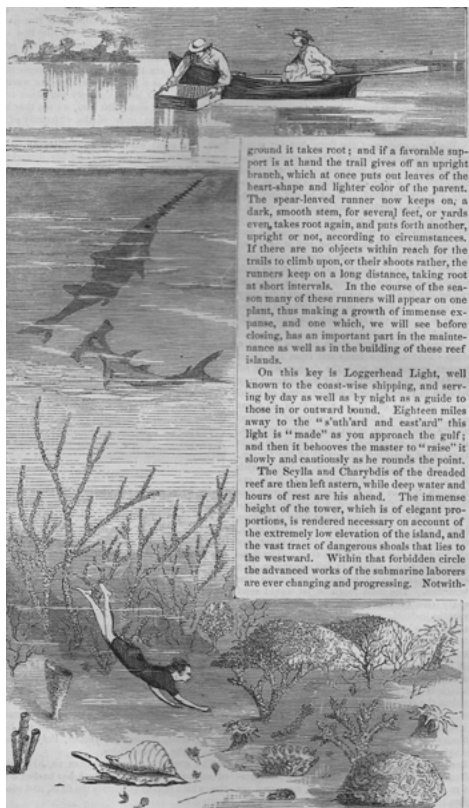 ground it takes root; and if a favorable sup-
port is at hand the trail gives off an upright
branch, which at once puts out leaves of the
heart-shape and lighter color of the parent.
The spear-leaved runner now keeps on, a
dark, smooth stem, for several feet, or yards
even, takes root again, and puts forth another,
upright or not, according to circumstances.
If there are no objects within reach for the
trails to climb upon, or their shoots rather, the
runners keep on a long distance, taking root
at short intervals. In the course of the sea-
son many of these runners will appear on one
plant, thus making a growth of immense ex-
panse, and one which, we will see before
closing, has an important part in the mainte-
nance as well as in the building of these reef
islands.
On this key is Loggerhead Light, well
known to the coast-wise shipping, and serv-
ing by day as well as by night as a guide to
those in or outward bound. Eighteen miles
away to the "s'uth'ard and east'ard" this
light is "made" as you approach the gulf;
and then it behooves the master to "raise" it
slowly and cautiously as he rounds the point.
The Scylla and Charybdis of the dreaded
reef are then left astern, while deep water and
hours of rest are his ahead. The immense
height of the tower, which is of elegant pro-
portions, is rendered necessary on account of
the extremely low elevation of the island, and
the vast tract of dangerous shoals that lies to
the westward. Within that forbidden circle
the advanced works of the submarine laborers
are ever changing and progressing. Notwith-